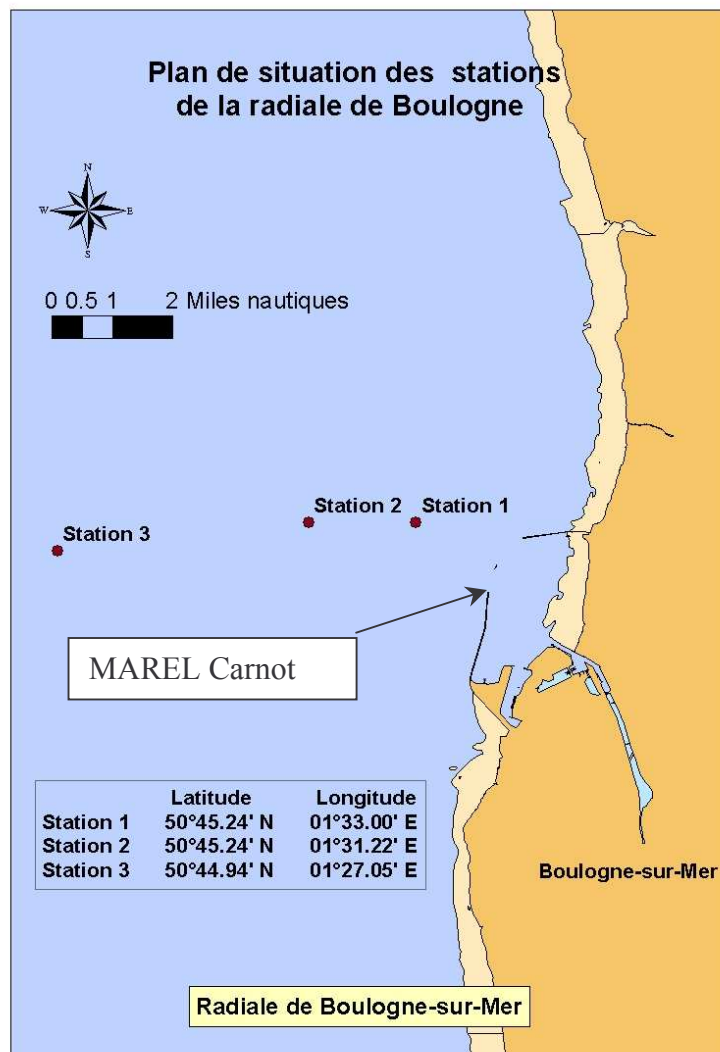 Plan de situation des stations
de la radiale de Boulogne
N
W E
S
0 0.5 1 2 Miles nautiques
Station 2 Station 1
Station 3
MAREL Carnot
Latitude Longitude
Station 1 50°45.24' N 01°33.00' E
Station 2 50°45.24' N 01°31.22' E
Station 3 50°44.94' N 01°27.05' E
Boulogne-sur-Mer
Radiale de Boulogne-sur-Mer